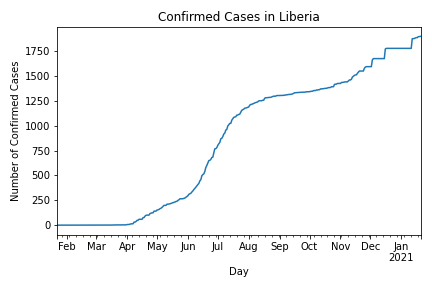 Confirmed Cases in Liberia
Number of Confirmed Cases
1750
1500
1250
1000
750
500
250
0
Feb Mar Apr May Jun Jul Aug Sep Oct Nov Dec Jan
2021
Day